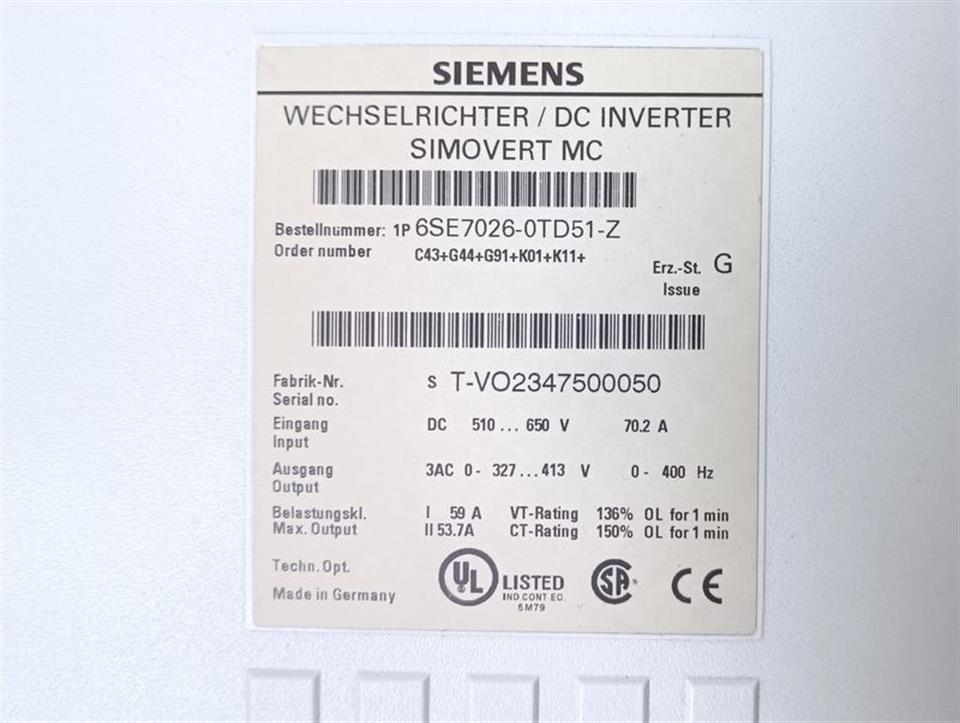 SIEMENS
WECHSELRICHTER / DC INVERTER
SIMOVERT MC
Bestellnummer: 1P 6SE7026-0TD51-Z
Order number C43+G44+G91+K01+K11+
Erz.-St. G
Issue
Fabrik-Nr. S T-VO2347500050
Serial no.
Eingang DC 510 ... 650 V 70.2 A
Input
Ausgang 3AC 0 - 327 ... 413 V 0 - 400 Hz
Output
Belastungskl. I 59 A VT-Rating 136% OL for 1 min
Max. Output II 53.7A CT-Rating 150% OL for 1 min
Techn. Opt.
Made in Germany
UL LISTED
IND.CONT.EQ.
5M79
SA
CE